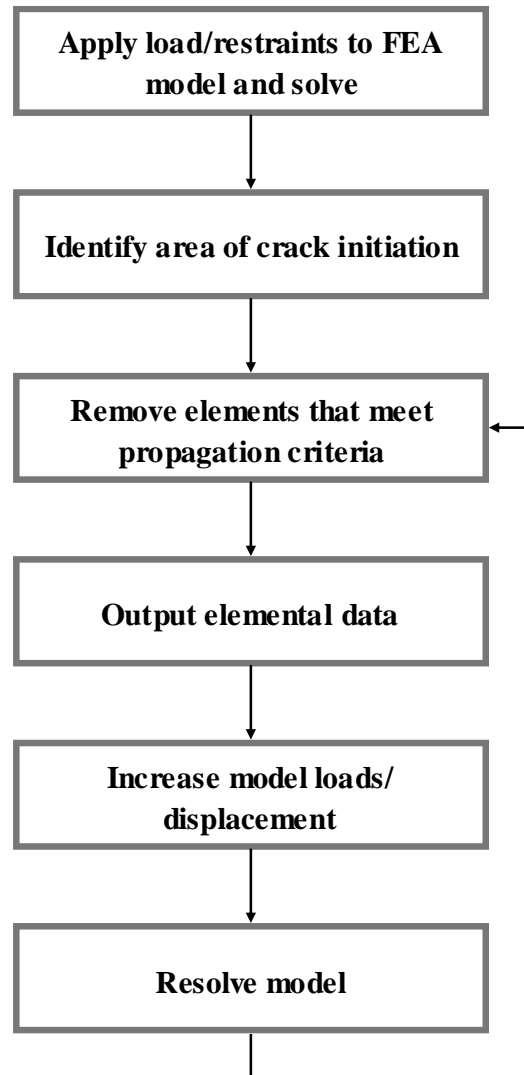 Apply load/restraints to FEA
model and solve
Identify area of crack initiation
Remove elements that meet
propagation criteria
Output elemental data
Increase model loads/
displacement
Resolve model